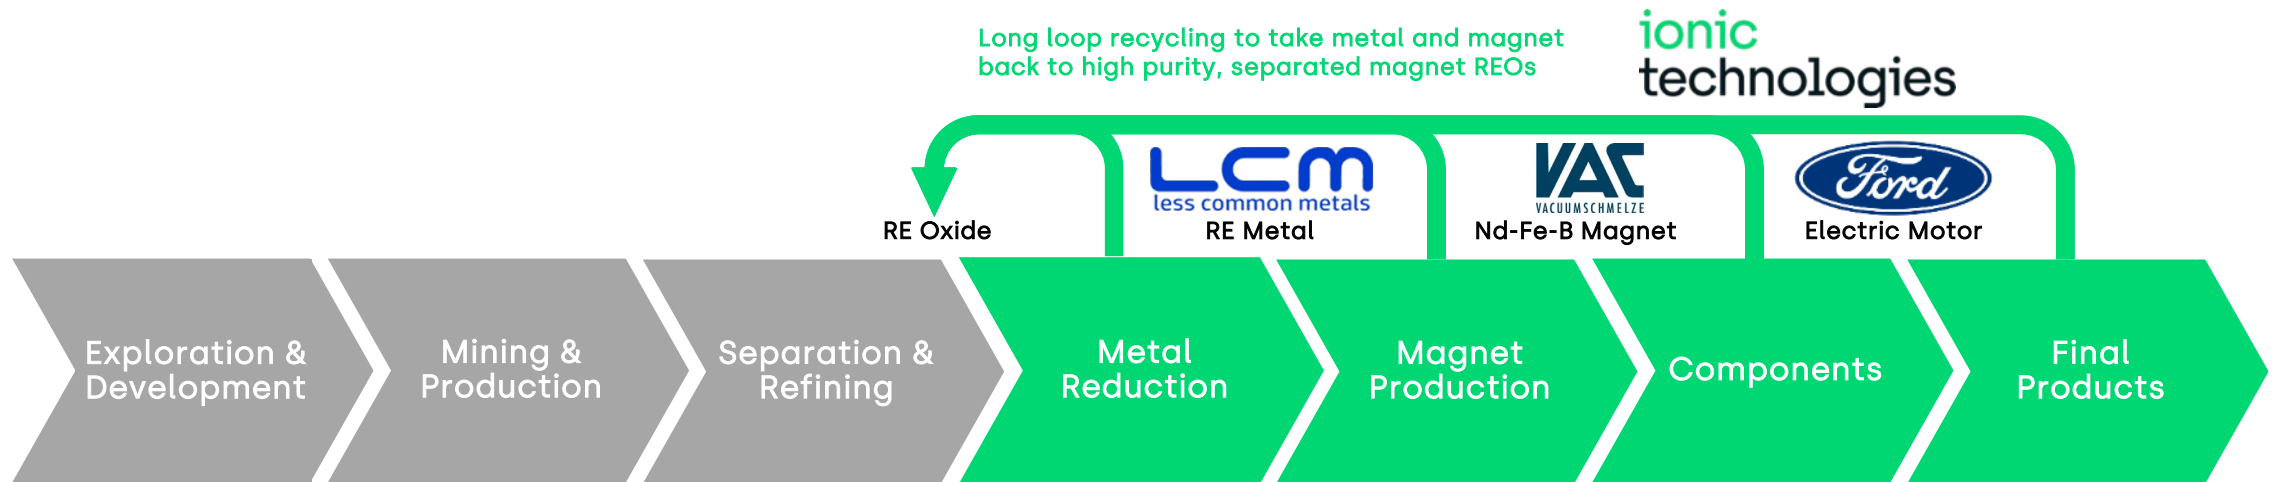 Long loop recycling to take metal and magnet
back to high purity, separated magnet REOs
ionic
technologies
LCM
less common metals
VAC
VACUUMSCHMELZE
Ford
RE Oxide
RE Metal
Nd-Fe-B Magnet
Electric Motor
Exploration &
Development
Mining &
Production
Separation &
Refining
Metal
Reduction
Magnet
Production
Components
Final
Products